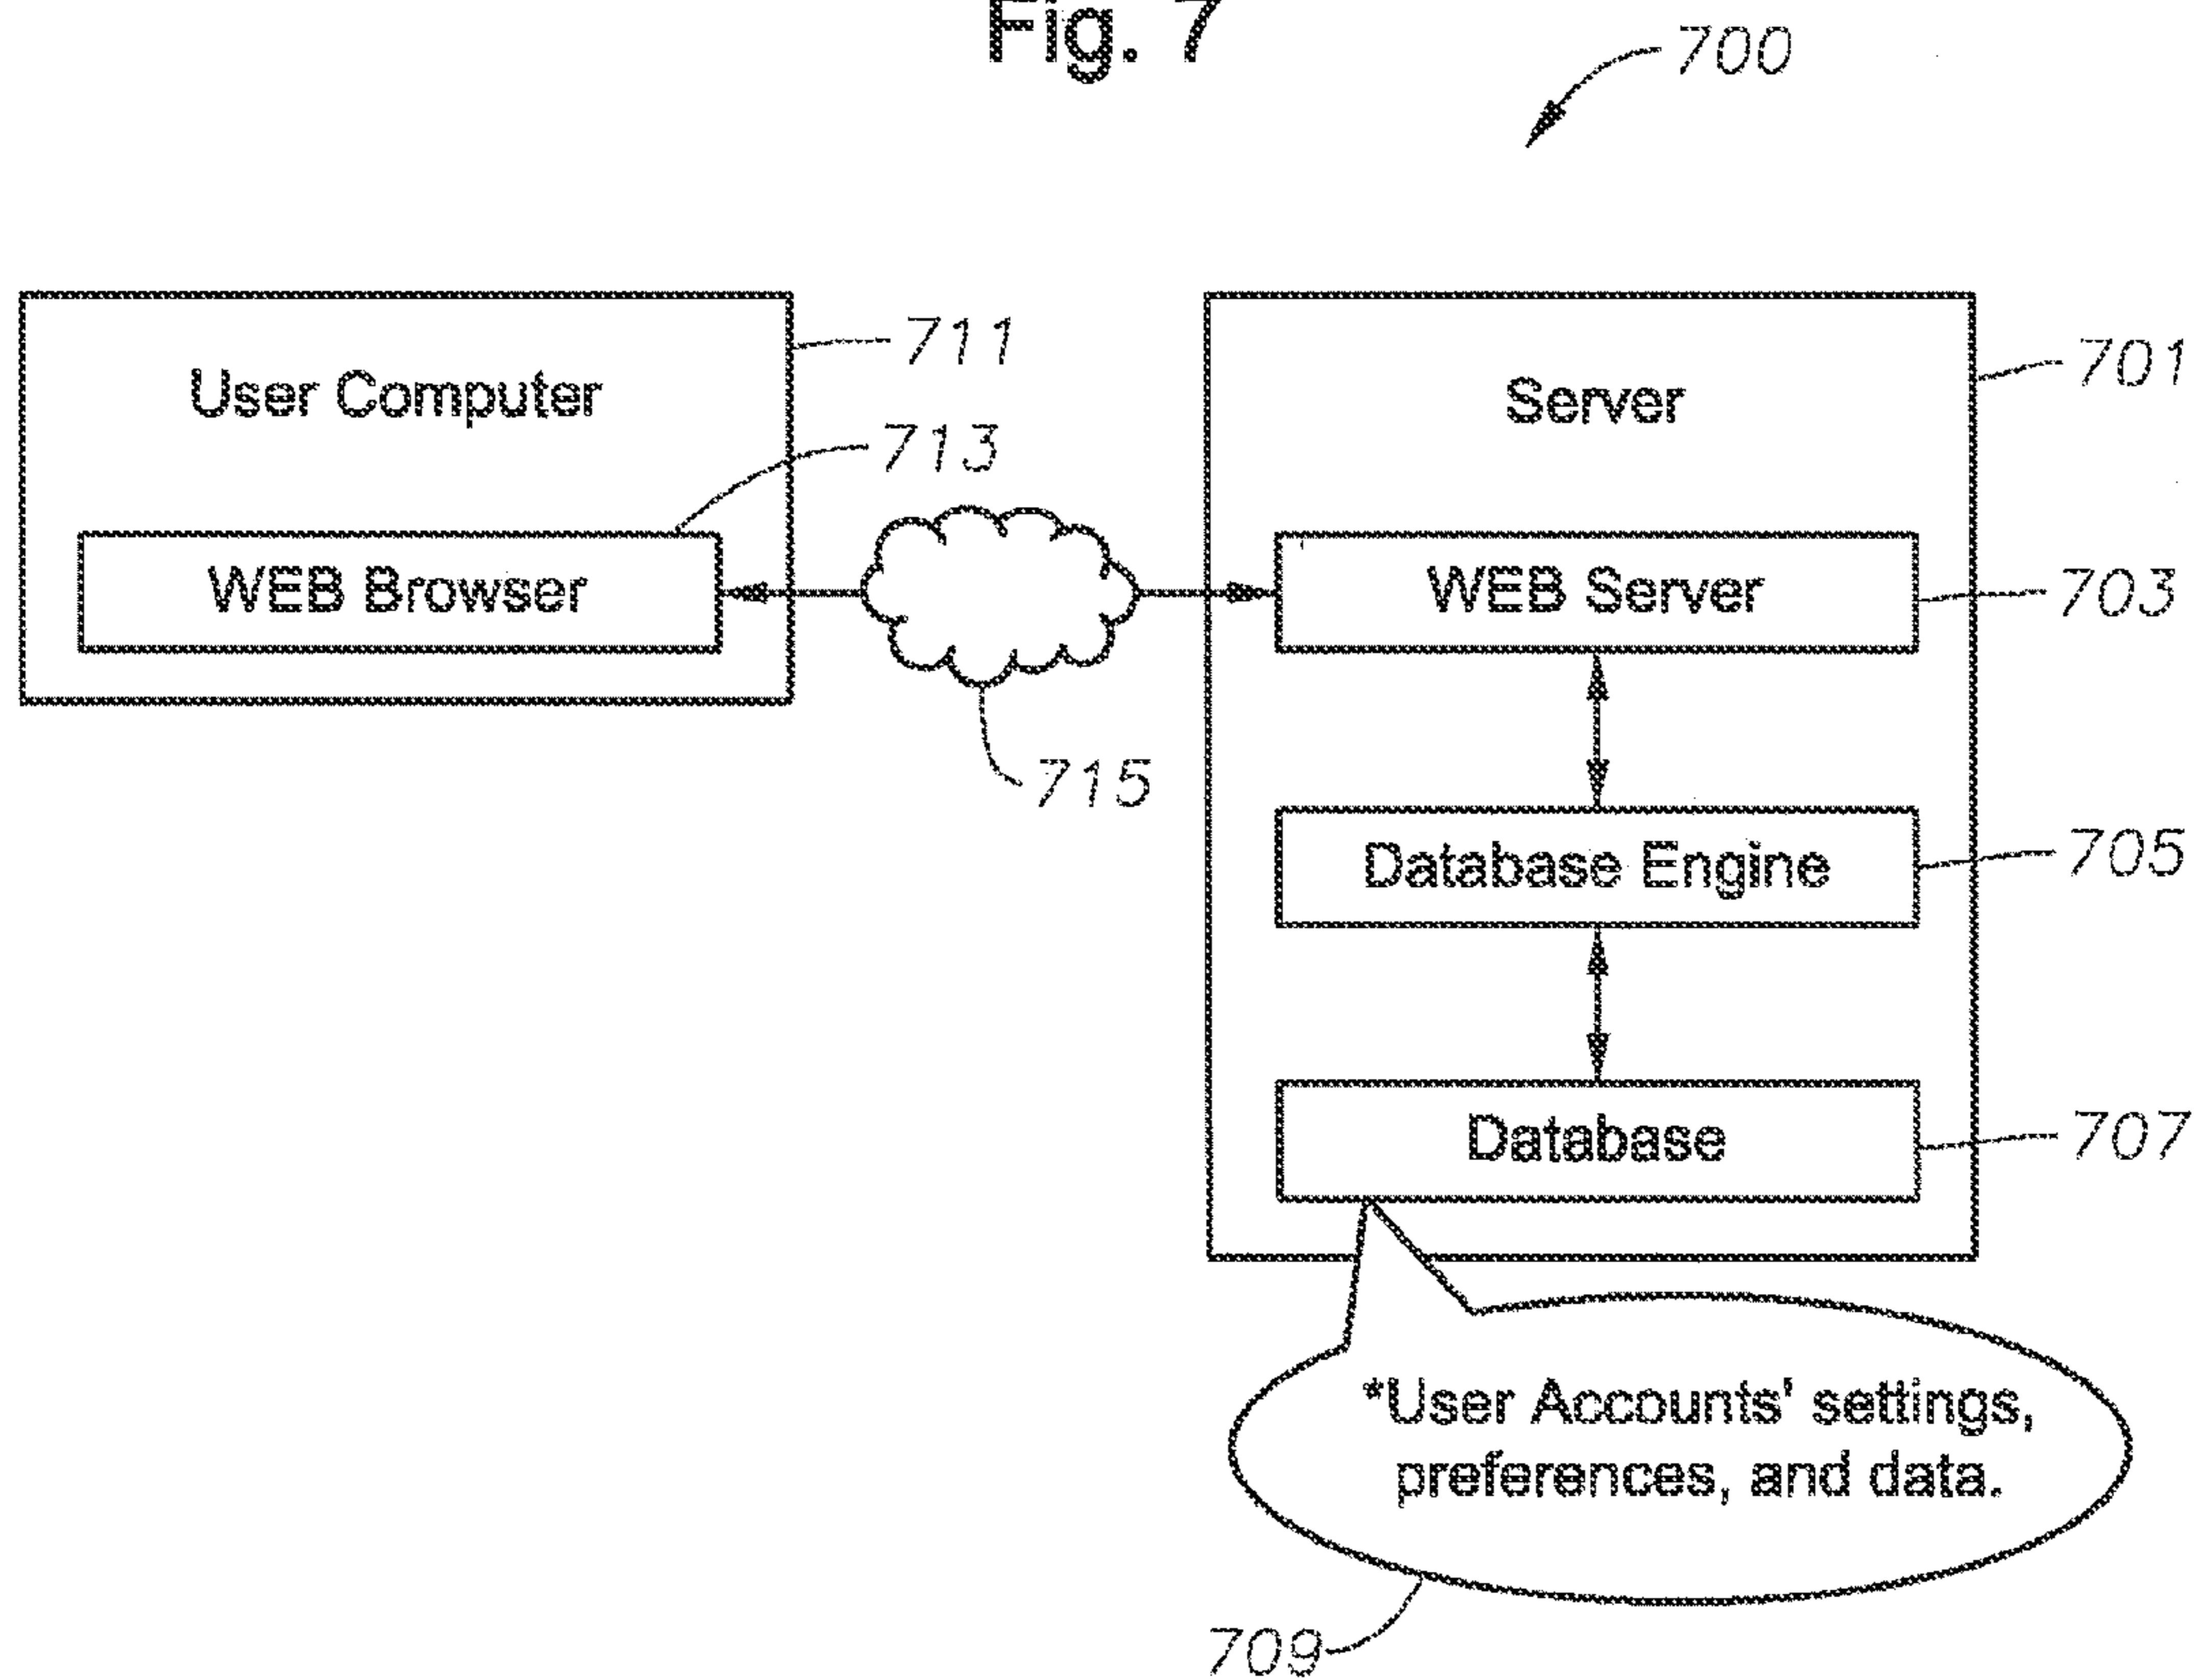 Fig. 7
700
711
User Computer
713
WEB Browser
715
701
Server
WEB Server
703
Database Engine
705
Database
707
*User Accounts' settings,
preferences, and data.
709